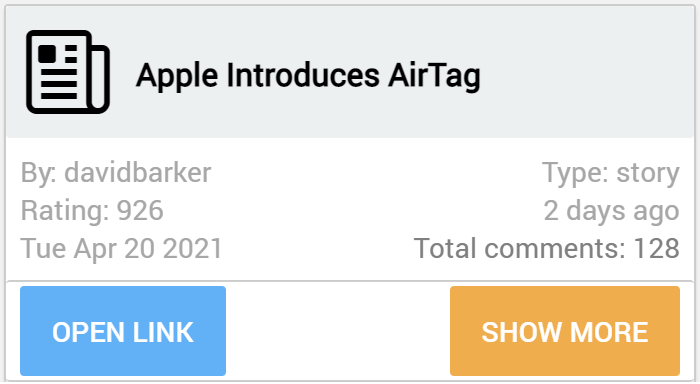 Apple Introduces AirTag
By: davidbarker
Type: story
Rating: 926
2 days ago
Tue Apr 20 2021
Total comments: 128
OPEN LINK
SHOW MORE